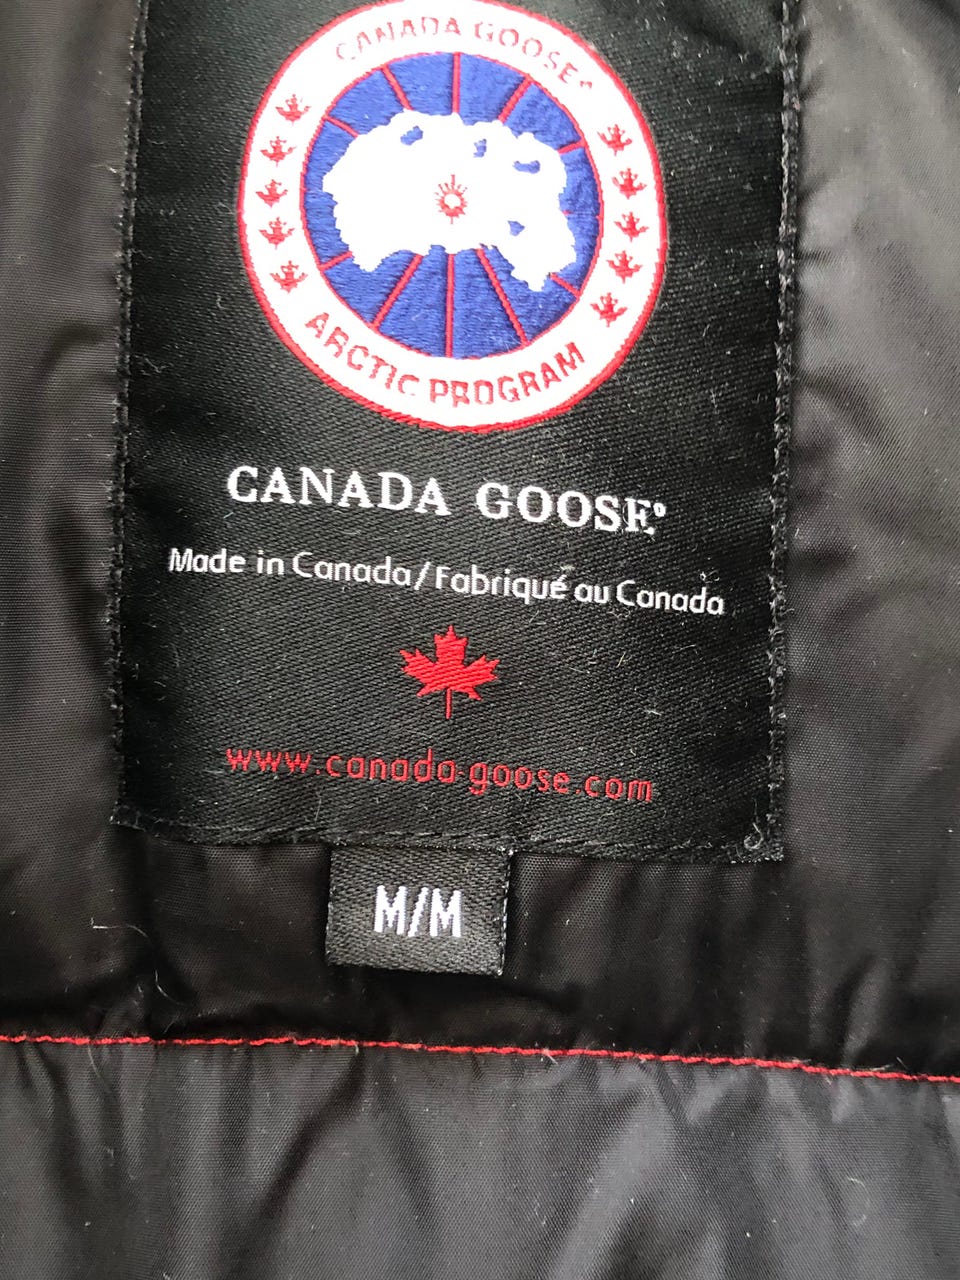 CANADA GOOSE®
ARCTIC PROGRAM
CANADA GOOSE®
Made in Canada/Fabriqué au Canada
www.canada-goose.com
M/M